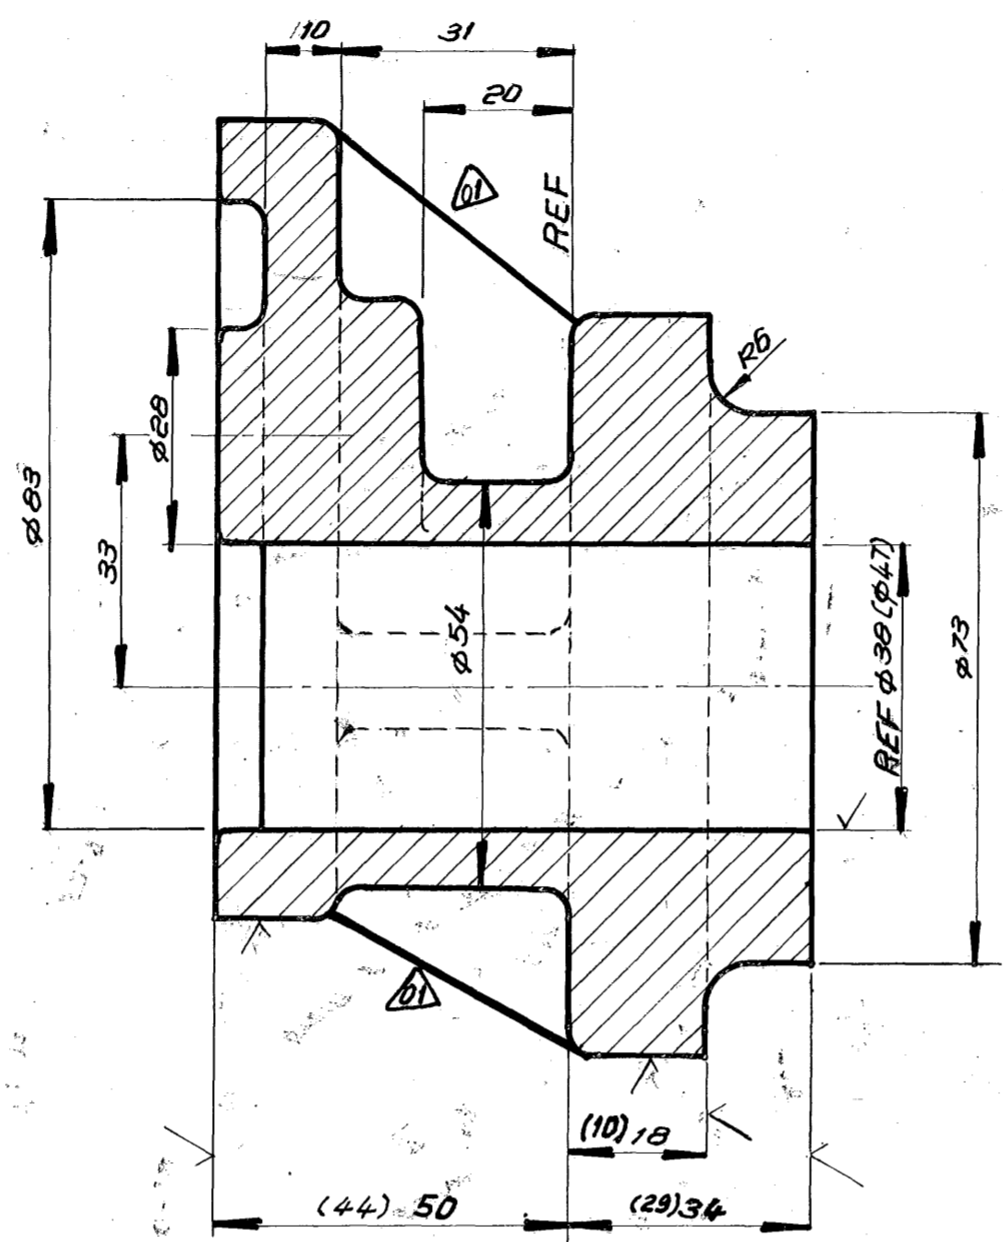 10
31
20
01
REF
R6
Ø28
Ø83
33
Ø54
REF Ø38 (Ø47)
Ø73
01
(10) 18
(44) 50
(29) 34